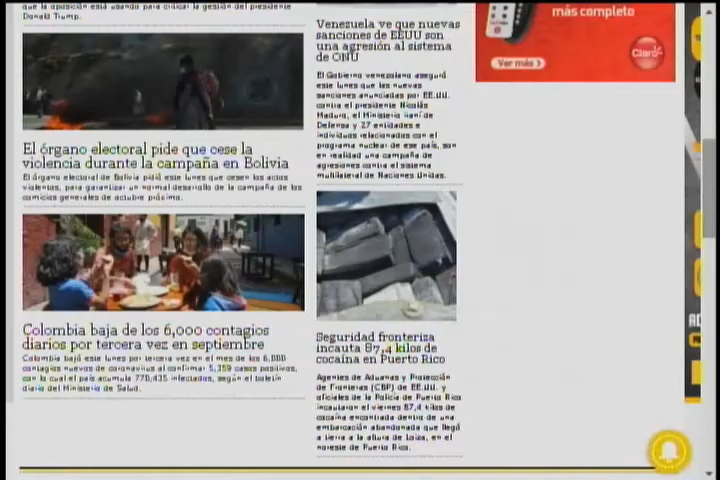 que la oposición está usando para criticar la gestión del presidente
Donald Trump.
El órgano electoral pide que cese la
violencia durante la campaña en Bolivia
El órgano electoral de Bolivia pidió este lunes que cesen los actos
violentos, para garantizar un normal desarrollo de la campaña de los
comicios generales de octubre próximo.
Colombia baja de los 6,000 contagios
diarios por tercera vez en septiembre
Colombia bajó este lunes por tercera vez en el mes de los 6,000
contagios nuevos de coronavirus al confirmar 5,359 casos positivos,
con lo cual el país acumula 770,435 infectados, según el boletín
diario del Ministerio de Salud.
Venezuela ve que nuevas
sanciones de EEUU son
una agresión al sistema
de ONU
El Gobierno venezolano aseguró
este lunes que las nuevas
sanciones anunciadas por EE.UU.
contra el presidente Nicolás
Maduro, el Ministerio iraní de
Defensa y 27 entidades e
individuos relacionados con el
programa nuclear de ese país, son
en realidad una campaña de
agresiones contra el sistema
multilateral de Naciones Unidas.
Seguridad fronteriza
incauta 87,4 kilos de
cocaína en Puerto Rico
Agentes de Aduanas y Protección
de Fronteras (CBP) de EE.UU. y
oficiales de la Policía de Puerto Rico
incautaron el viernes 87,4 kilos de
cocaína encontrada dentro de una
embarcación abandonada que llegó
a tierra a la altura de Loíza, en el
noreste de Puerto Rico.
más completo
Ver más >
Claro